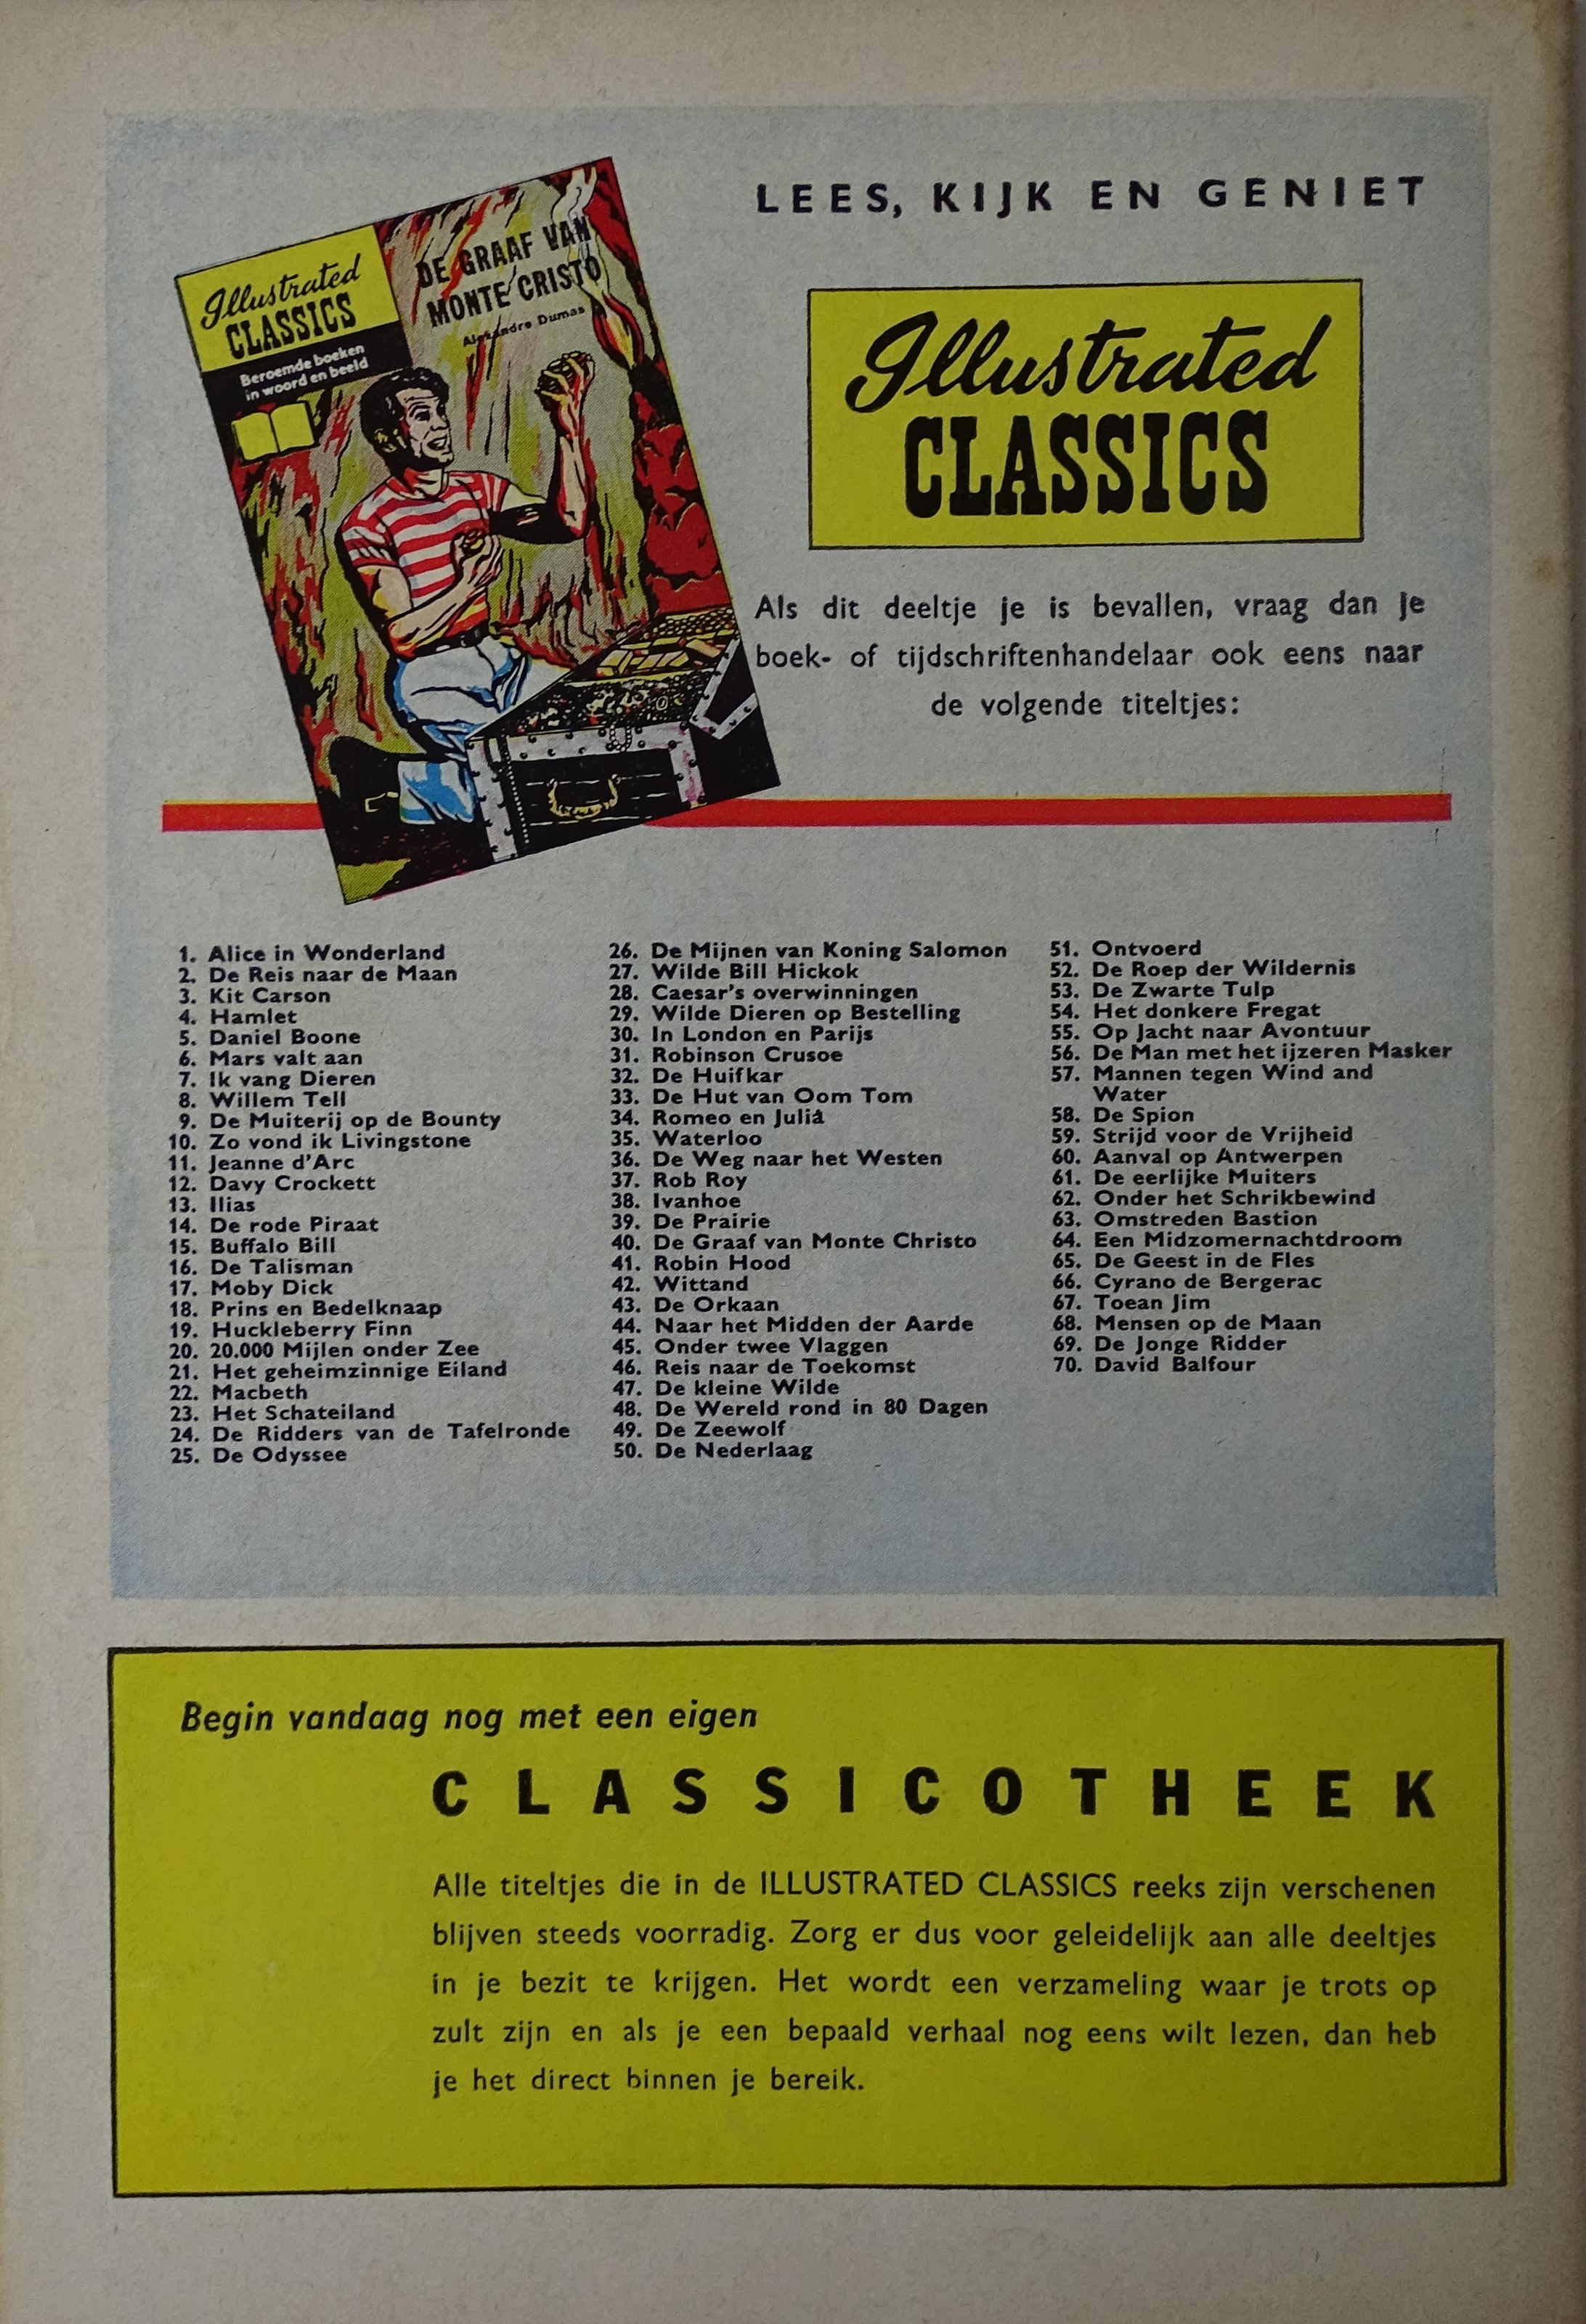 LEES, KIJK EN GENIET
Illustrated
CLASSICS
Beroemde boeken
in woord en beeld
DE GRAAF VAN
MONTE CRISTO
Alexandre Dumas
Illustrated
CLASSICS
Als dit deeltje je is bevallen, vraag dan je
boek- of tijdschriftenhandelaar ook eens naar
de volgende titeltjes:
1. Alice in Wonderland
2. De Reis naar de Maan
3. Kit Carson
4. Hamlet
5. Daniel Boone
6. Mars valt aan
7. Ik vang Dieren
8. Willem Tell
9. De Muiterij op de Bounty
10. Zo vond ik Livingstone
11. Jeanne d'Arc
12. Davy Crockett
13. Ilias
14. De rode Piraat
15. Buffalo Bill
16. De Talisman
17. Moby Dick
18. Prins en Bedelknaap
19. Huckleberry Finn
20. 20.000 Mijlen onder Zee
21. Het geheimzinnige Eiland
22. Macbeth
23. Het Schateiland
24. De Ridders van de Tafelronde
25. De Odyssee
26. De Mijnen van Koning Salomon
27. Wilde Bill Hickok
28. Caesar's overwinningen
29. Wilde Dieren op Bestelling
30. In London en Parijs
31. Robinson Crusoe
32. De Huifkar
33. De Hut van Oom Tom
34. Romeo en Juliá
35. Waterloo
36. De Weg naar het Westen
37. Rob Roy
38. Ivanhoe
39. De Prairie
40. De Graaf van Monte Christo
41. Robin Hood
42. Wittand
43. De Orkaan
44. Naar het Midden der Aarde
45. Onder twee Vlaggen
46. Reis naar de Toekomst
47. De kleine Wilde
48. De Wereld rond in 80 Dagen
49. De Zeewolf
50. De Nederlaag
51. Ontvoerd
52. De Roep der Wildernis
53. De Zwarte Tulp
54. Het donkere Fregat
55. Op Jacht naar Avontuur
56. De Man met het ijzeren Masker
57. Mannen tegen Wind and
Water
58. De Spion
59. Strijd voor de Vrijheid
60. Aanval op Antwerpen
61. De eerlijke Muiters
62. Onder het Schrikbewind
63. Omstreden Bastion
64. Een Midzomernachtdroom
65. De Geest in de Fles
66. Cyrano de Bergerac
67. Toean Jim
68. Mensen op de Maan
69. De Jonge Ridder
70. David Balfour
Begin vandaag nog met een eigen
CLASSICOTHEEK
Alle titeltjes die in de ILLUSTRATED CLASSICS reeks zijn verschenen
blijven steeds voorradig. Zorg er dus voor geleidelijk aan alle deeltjes
in je bezit te krijgen. Het wordt een verzameling waar je trots op
zult zijn en als je een bepaald verhaal nog eens wilt lezen, dan heb
je het direct binnen je bereik.